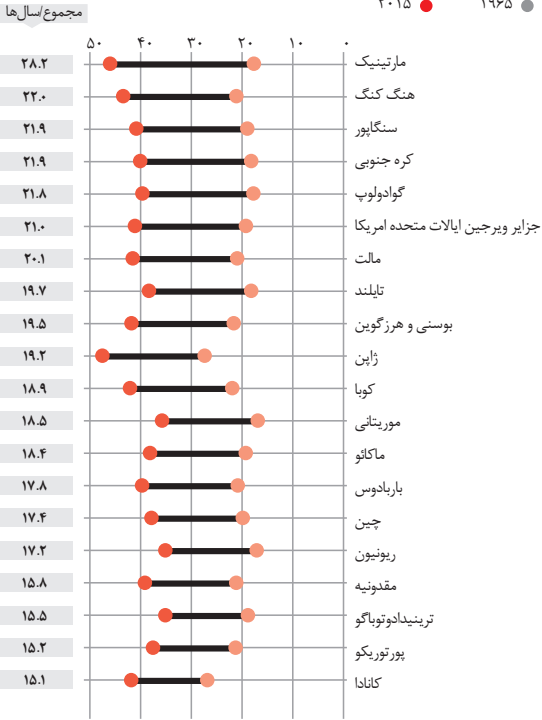 ۱۹۶۵ ۲۰۱۵
مجموع/سال‌ها
۰ ۱۰ ۲۰ ۳۰ ۴۰ ۵۰
مارتینیک ۲۸.۲
هنگ کنگ ۲۲.۰
سنگاپور ۲۱.۹
کره جنوبی ۲۱.۹
گوادولوپ ۲۱.۸
جزایر ویرجین ایالات متحده امریکا ۲۱.۰
مالت ۲۰.۱
تایلند ۱۹.۷
بوسنی و هرزگوین ۱۹.۵
ژاپن ۱۹.۲
کوبا ۱۸.۹
موریتانی ۱۸.۵
ماکائو ۱۸.۴
باربادوس ۱۷.۸
چین ۱۷.۴
ریونیون ۱۷.۲
مقدونیه ۱۵.۸
ترینیدادوتوباگو ۱۵.۵
پورتوریکو ۱۵.۲
کانادا ۱۵.۱